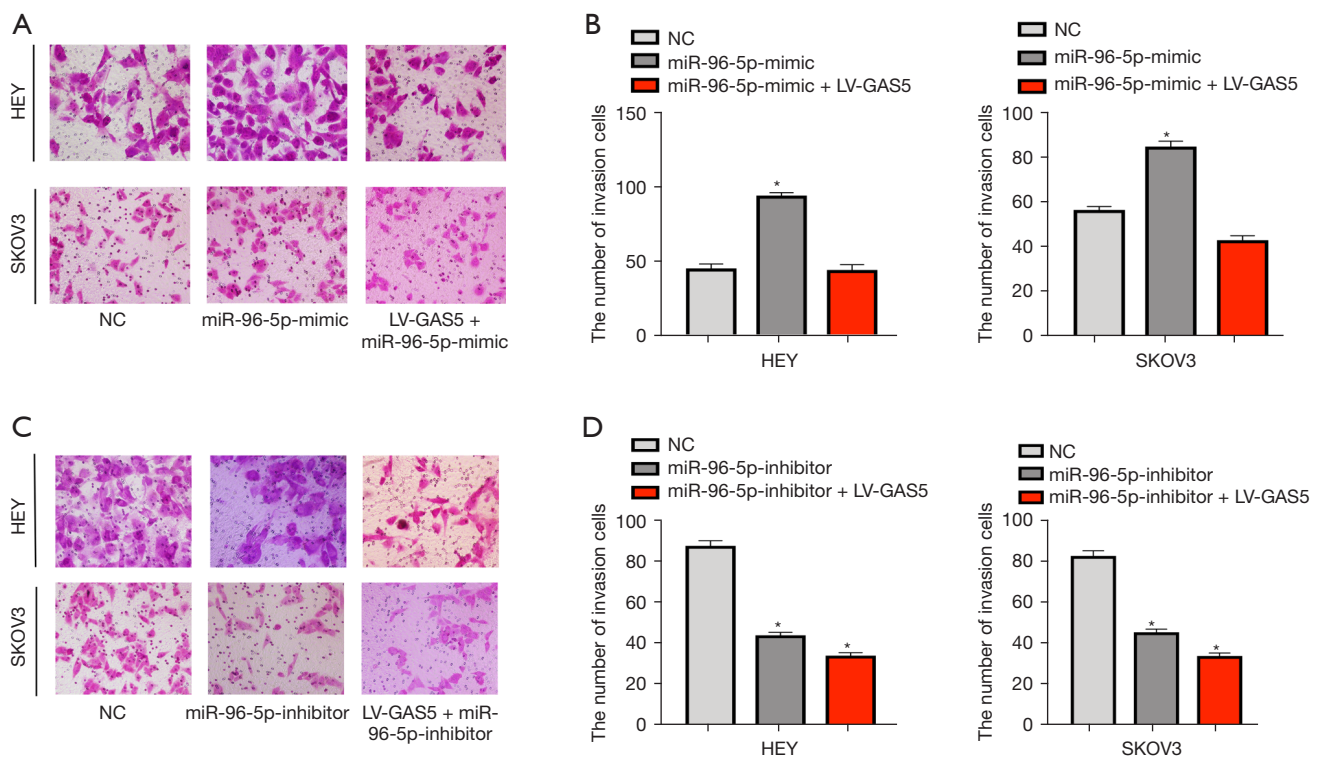 A
HEY
SKOV3
NC
miR-96-5p-mimic
LV-GAS5 +
miR-96-5p-mimic
B
NC
miR-96-5p-mimic
miR-96-5p-mimic + LV-GAS5
The number of invasion cells
150
100
50
0
*
HEY
NC
miR-96-5p-mimic
miR-96-5p-mimic + LV-GAS5
The number of invasion cells
100
80
60
40
20
0
*
SKOV3
C
HEY
SKOV3
NC
miR-96-5p-inhibitor
LV-GAS5 + miR-
96-5p-inhibitor
D
NC
miR-96-5p-inhibitor
miR-96-5p-inhibitor + LV-GAS5
The number of invasion cells
100
80
60
40
20
0
*
*
HEY
NC
miR-96-5p-inhibitor
miR-96-5p-inhibitor + LV-GAS5
The number of invasion cells
100
80
60
40
20
0
*
*
SKOV3